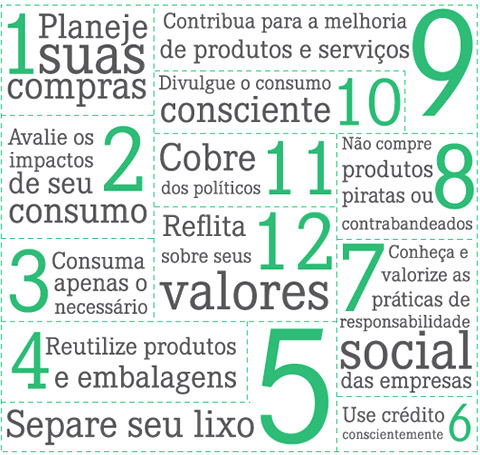 1 Planeje
suas
compras
Avalie os
impactos
de seu
consumo 2
3 Consuma
apenas o
necessário
4 Reutilize produtos
e embalagens
Separe seu lixo 5
Use crédito
conscientemente 6
7 Conheça e
valorize as
práticas de
responsabilidade
social
das empresas
Não compre
produtos
piratas ou
contrabandeados 8
Contribua para a melhoria
de produtos e serviços 9
Divulgue o consumo
consciente 10
Cobre
dos políticos 11
Reflita
sobre seus 12
valores